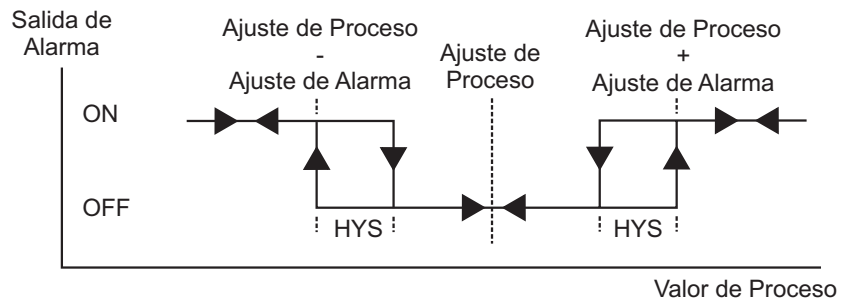 Salida de
Alarma
Ajuste de Proceso
-
Ajuste de Alarma
Ajuste de
Proceso
Ajuste de Proceso
+
Ajuste de Alarma
ON
OFF
HYS
HYS
Valor de Proceso